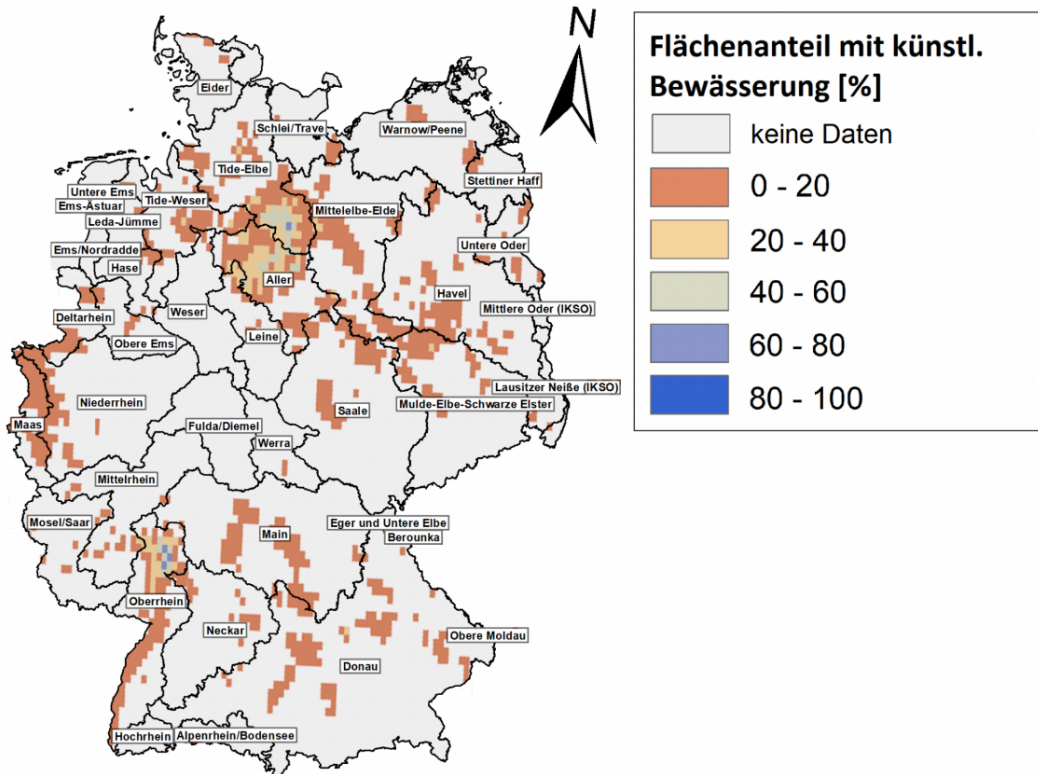 N
Flächenanteil mit künstl.
Bewässerung [%]
keine Daten
0 - 20
20 - 40
40 - 60
60 - 80
80 - 100
Eider
Schlei/Trave
Warnow/Peene
Tide-Elbe
Stettiner Haff
Untere Ems
Tide-Weser
Ems-Ästuar
Mittelelbe-Elde
Leda-Jümme
Ems/Nordradde
Untere Oder
Hase
Aller
Havel
Weser
Mittlere Oder (IKSO)
Deltarhein
Leine
Obere Ems
Lausitzer Neiße (IKSO)
Niederrhein
Saale
Mulde-Elbe-Schwarze Elster
Maas
Fulda/Diemel
Werra
Mittelrhein
Mosel/Saar
Eger und Untere Elbe
Main
Berounka
Oberrhein
Neckar
Obere Moldau
Donau
Hochrhein
Alpenrhein/Bodensee